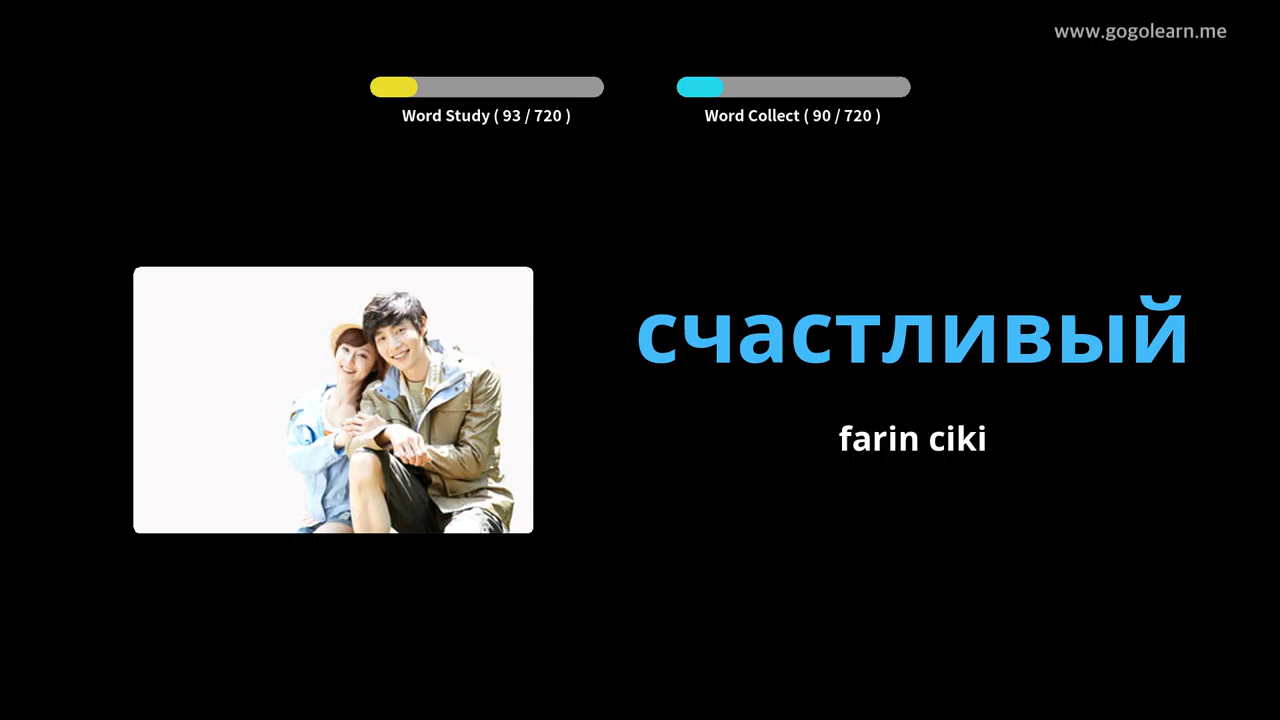 www.gogolearn.me
Word Study ( 93 / 720 )
Word Collect ( 90 / 720 )
счастливый
farin ciki